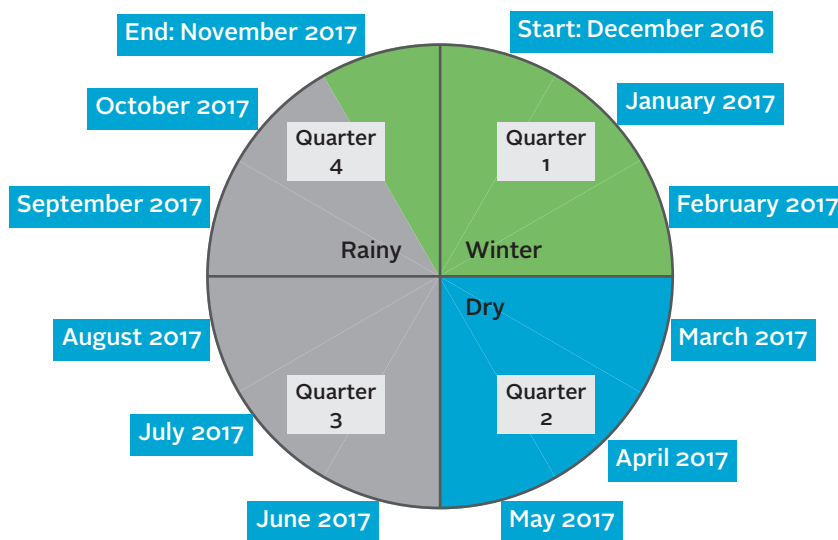 End: November 2017
Start: December 2016
October 2017
January 2017
Quarter
4
Quarter
1
September 2017
February 2017
Rainy
Winter
Dry
August 2017
March 2017
Quarter
3
Quarter
2
July 2017
April 2017
June 2017
May 2017